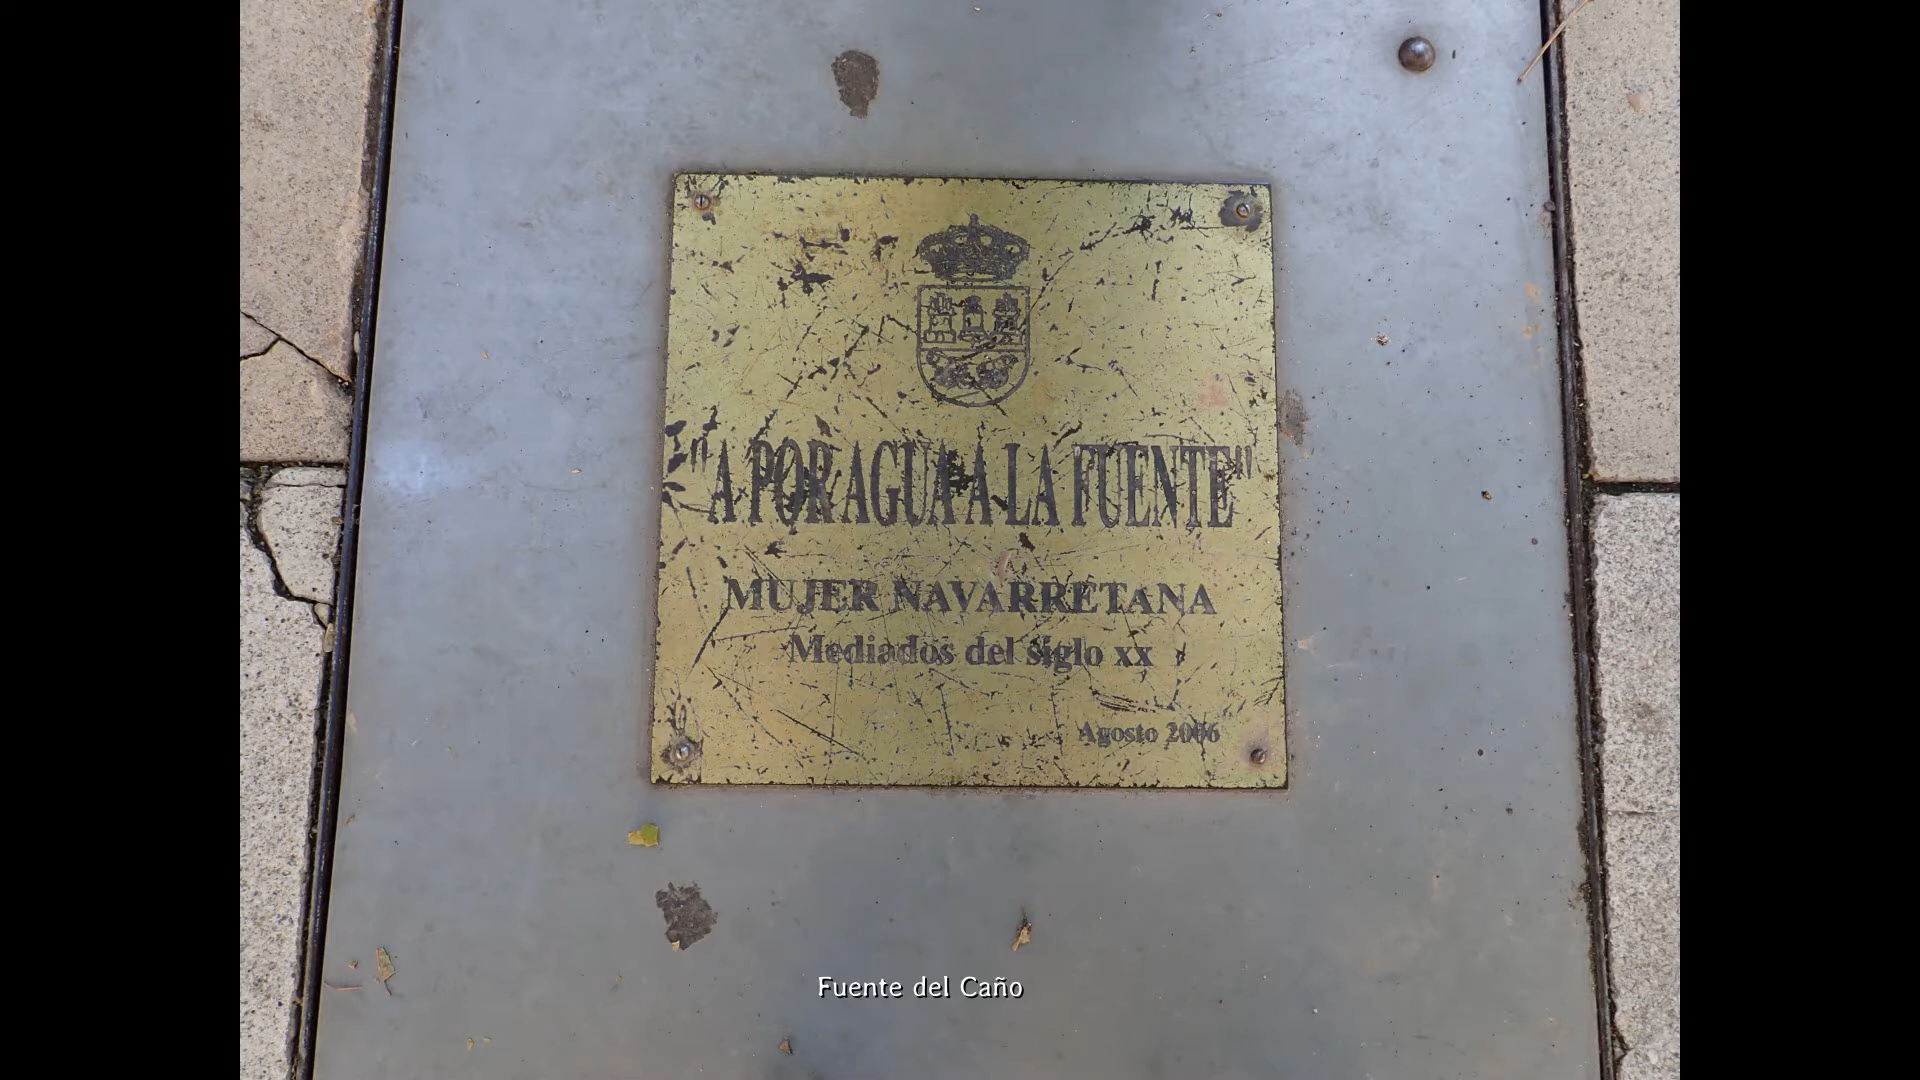 "A POR AGUA A LA FUENTE"
MUJER NAVARRETANA
Mediados del siglo xx
Agosto 2006
Fuente del Caño